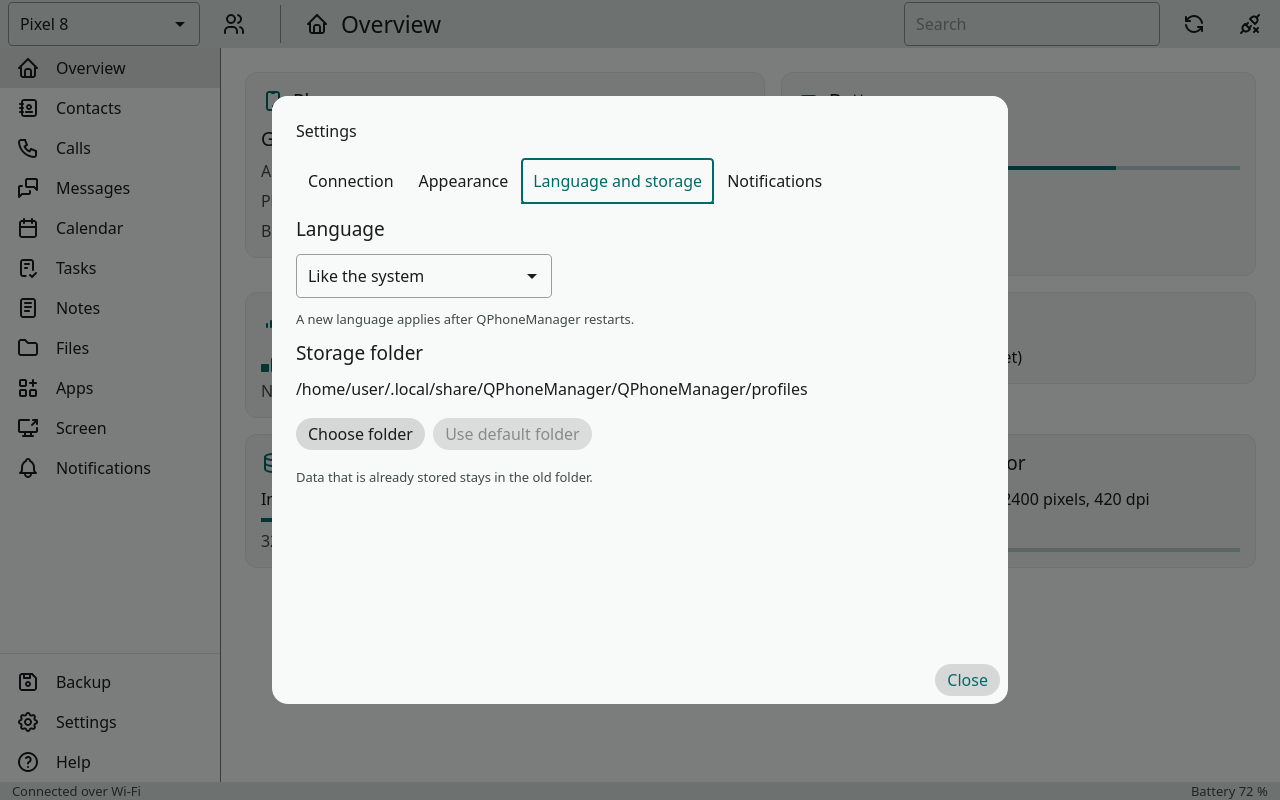 Pixel 8
Overview
Search
Overview
Contacts
Calls
Messages
Calendar
Tasks
Notes
Files
Apps
Screen
Notifications
Backup
Settings
Help
Settings
Connection
Appearance
Language and storage
Notifications
Language
Like the system
A new language applies after QPhoneManager restarts.
Storage folder
/home/user/.local/share/QPhoneManager/QPhoneManager/profiles
Choose folder
Use default folder
Data that is already stored stays in the old folder.
Close
2400 pixels, 420 dpi
Connected over Wi-Fi
Battery 72 %